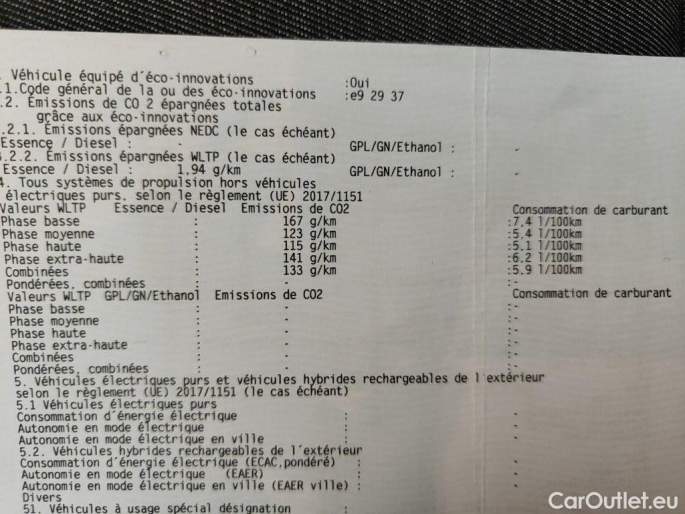 . Véhicule équipé d'éco-innovations :Oui
.1.Code général de la ou des éco-innovations :e9 29 37
.2. Émissions de CO 2 épargnées totales
grâce aux éco-innovations
.2.1. Émissions épargnées NEDC (le cas échéant)
Essence / Diesel : - GPL/GN/Ethanol : -
.2.2. Émissions épargnées WLTP (le cas échéant)
Essence / Diesel : 1,94 g/km GPL/GN/Ethanol : -
4. Tous systèmes de propulsion hors véhicules
électriques purs, selon le règlement (UE) 2017/1151
Valeurs WLTP Essence / Diesel Emissions de CO2 Consommation de carburant
Phase basse : 167 g/km :7,4 l/100km
Phase moyenne : 123 g/km :5,4 l/100km
Phase haute : 115 g/km :5,1 l/100km
Phase extra-haute : 141 g/km :6,2 l/100km
Combinées : 133 g/km :5,9 l/100km
Pondérées, combinées : - :-
Valeurs WLTP GPL/GN/Ethanol Emissions de CO2 Consommation de carburant
Phase basse : - :-
Phase moyenne : - :-
Phase haute : - :-
Phase extra-haute : - :-
Combinées : - :-
Pondérées, combinées : - :-
5. Véhicules électriques purs et véhicules hybrides rechargeables de l'extérieur
selon le règlement (UE) 2017/1151 (le cas échéant)
5.1 Véhicules électriques purs
Consommation d'énergie électrique : -
Autonomie en mode électrique : -
Autonomie en mode électrique en ville : -
5.2. Véhicules hybrides rechargeables de l'extérieur
Consommation d'énergie électrique (ECAC,pondéré) : -
Autonomie en mode électrique (EAER) : -
Autonomie en mode électrique en ville (EAER ville) : -
Divers
51. Véhicules à usage spécial désignation : -
CarOutlet.eu